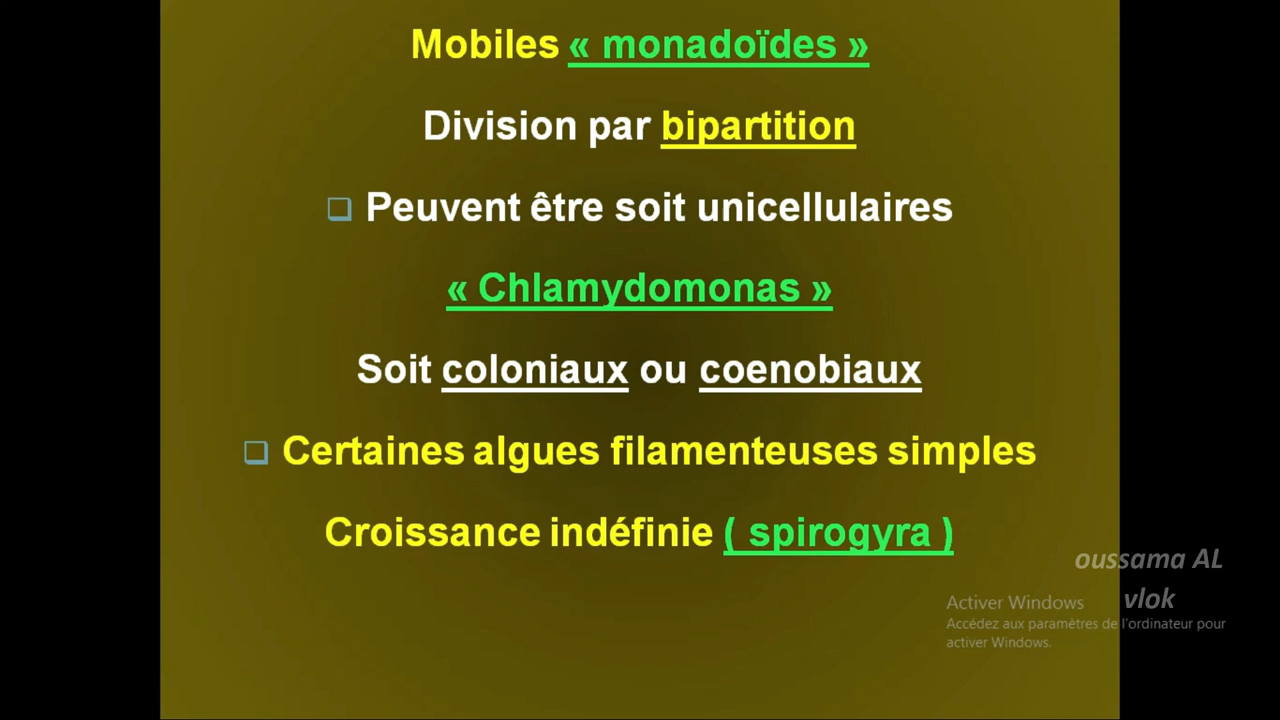 Mobiles « monadoïdes »
Division par bipartition
❑ Peuvent être soit unicellulaires
« Chlamydomonas »
Soit coloniaux ou coenobiaux
❑ Certaines algues filamenteuses simples
Croissance indéfinie ( spirogyra )
oussama AL
vlok
Activer Windows
Accédez aux paramètres de l'ordinateur pour
activer Windows.